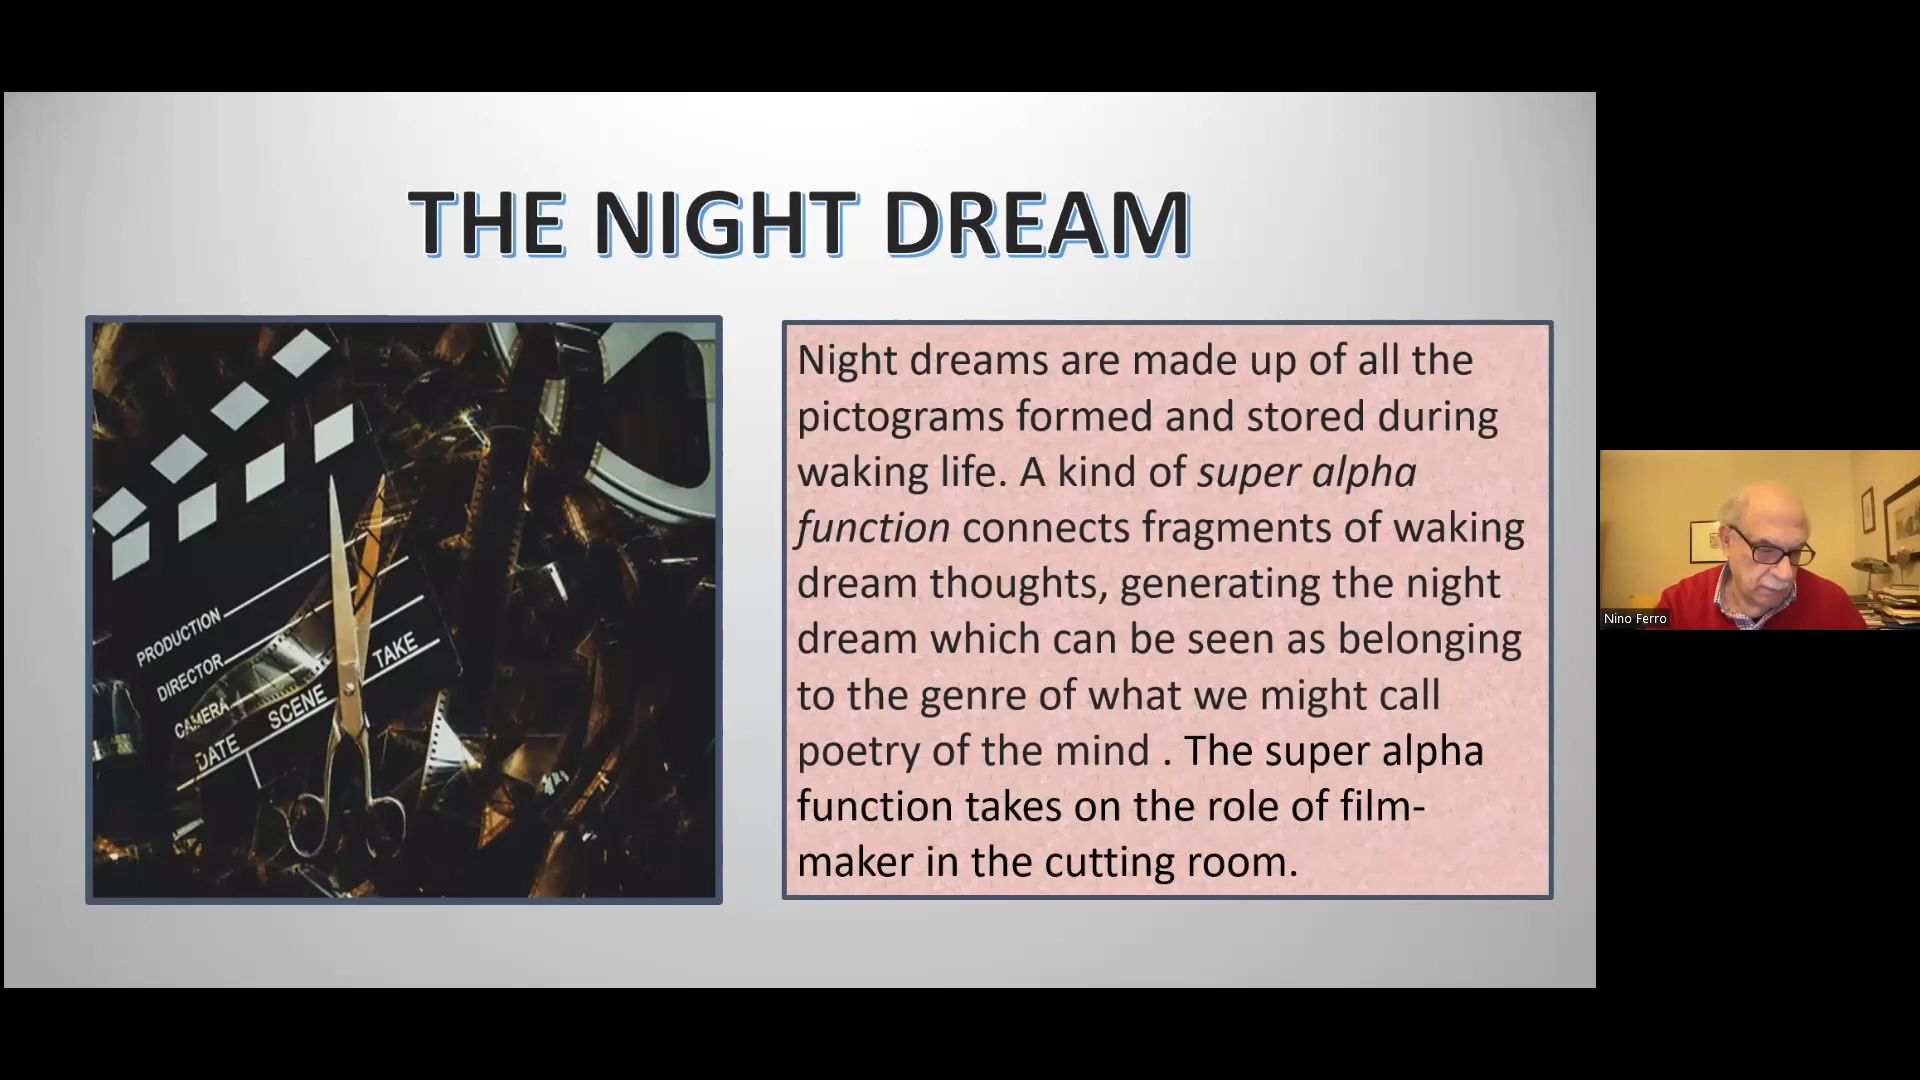 THE NIGHT DREAM
PRODUCTION
DIRECTOR
CAMERA
DATE
SCENE
TAKE
Night dreams are made up of all the
pictograms formed and stored during
waking life. A kind of super alpha
function connects fragments of waking
dream thoughts, generating the night
dream which can be seen as belonging
to the genre of what we might call
poetry of the mind . The super alpha
function takes on the role of film-
maker in the cutting room.
Nino Ferro